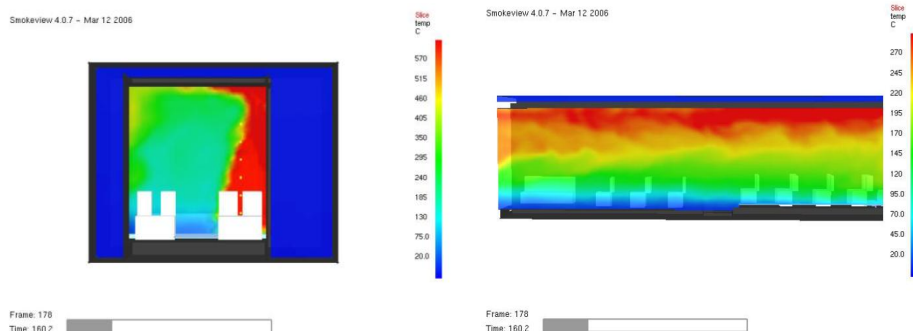 Smokeview 4.0.7 - Mar 12 2006
Slice
temp
C
570
515
460
405
350
295
240
185
130
75.0
20.0
Frame: 178
Time: 160.2
Smokeview 4.0.7 - Mar 12 2006
Slice
temp
C
270
245
220
195
170
145
120
95.0
70.0
45.0
20.0
Frame: 178
Time: 160.2